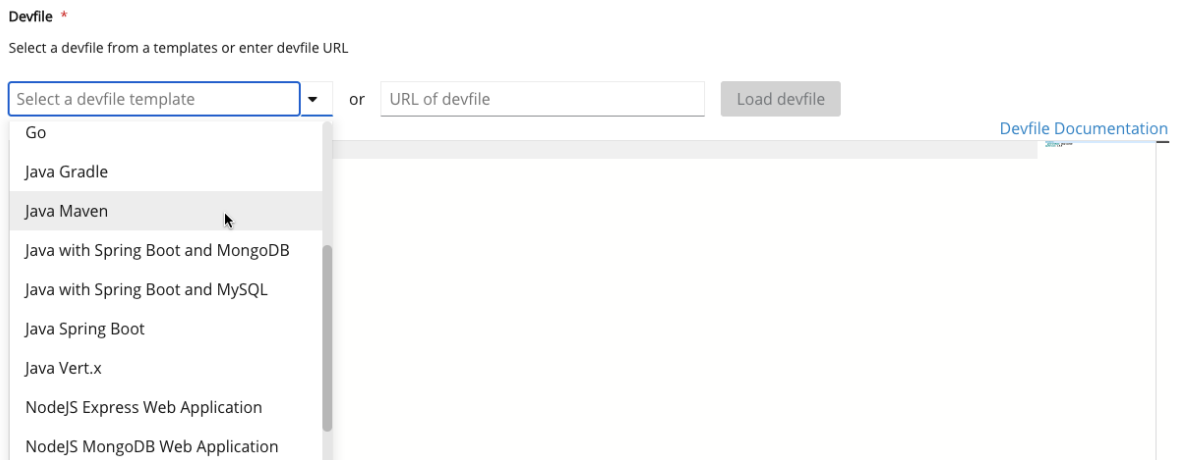 Devfile *
Select a devfile from a templates or enter devfile URL
Select a devfile template or URL of devfile Load devfile
Devfile Documentation
Go
Java Gradle
Java Maven
Java with Spring Boot and MongoDB
Java with Spring Boot and MySQL
Java Spring Boot
Java Vert.x
NodeJS Express Web Application
NodeJS MongoDB Web Application